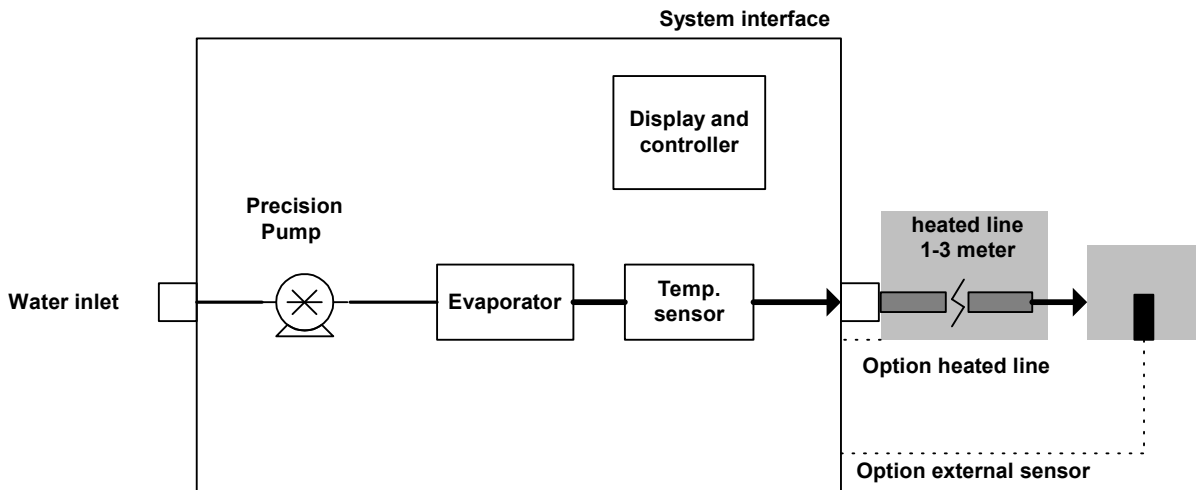 System interface
Display and
controller
Precision
Pump
heated line
1-3 meter
Water inlet
Evaporator
Temp.
sensor
Option heated line
Option external sensor